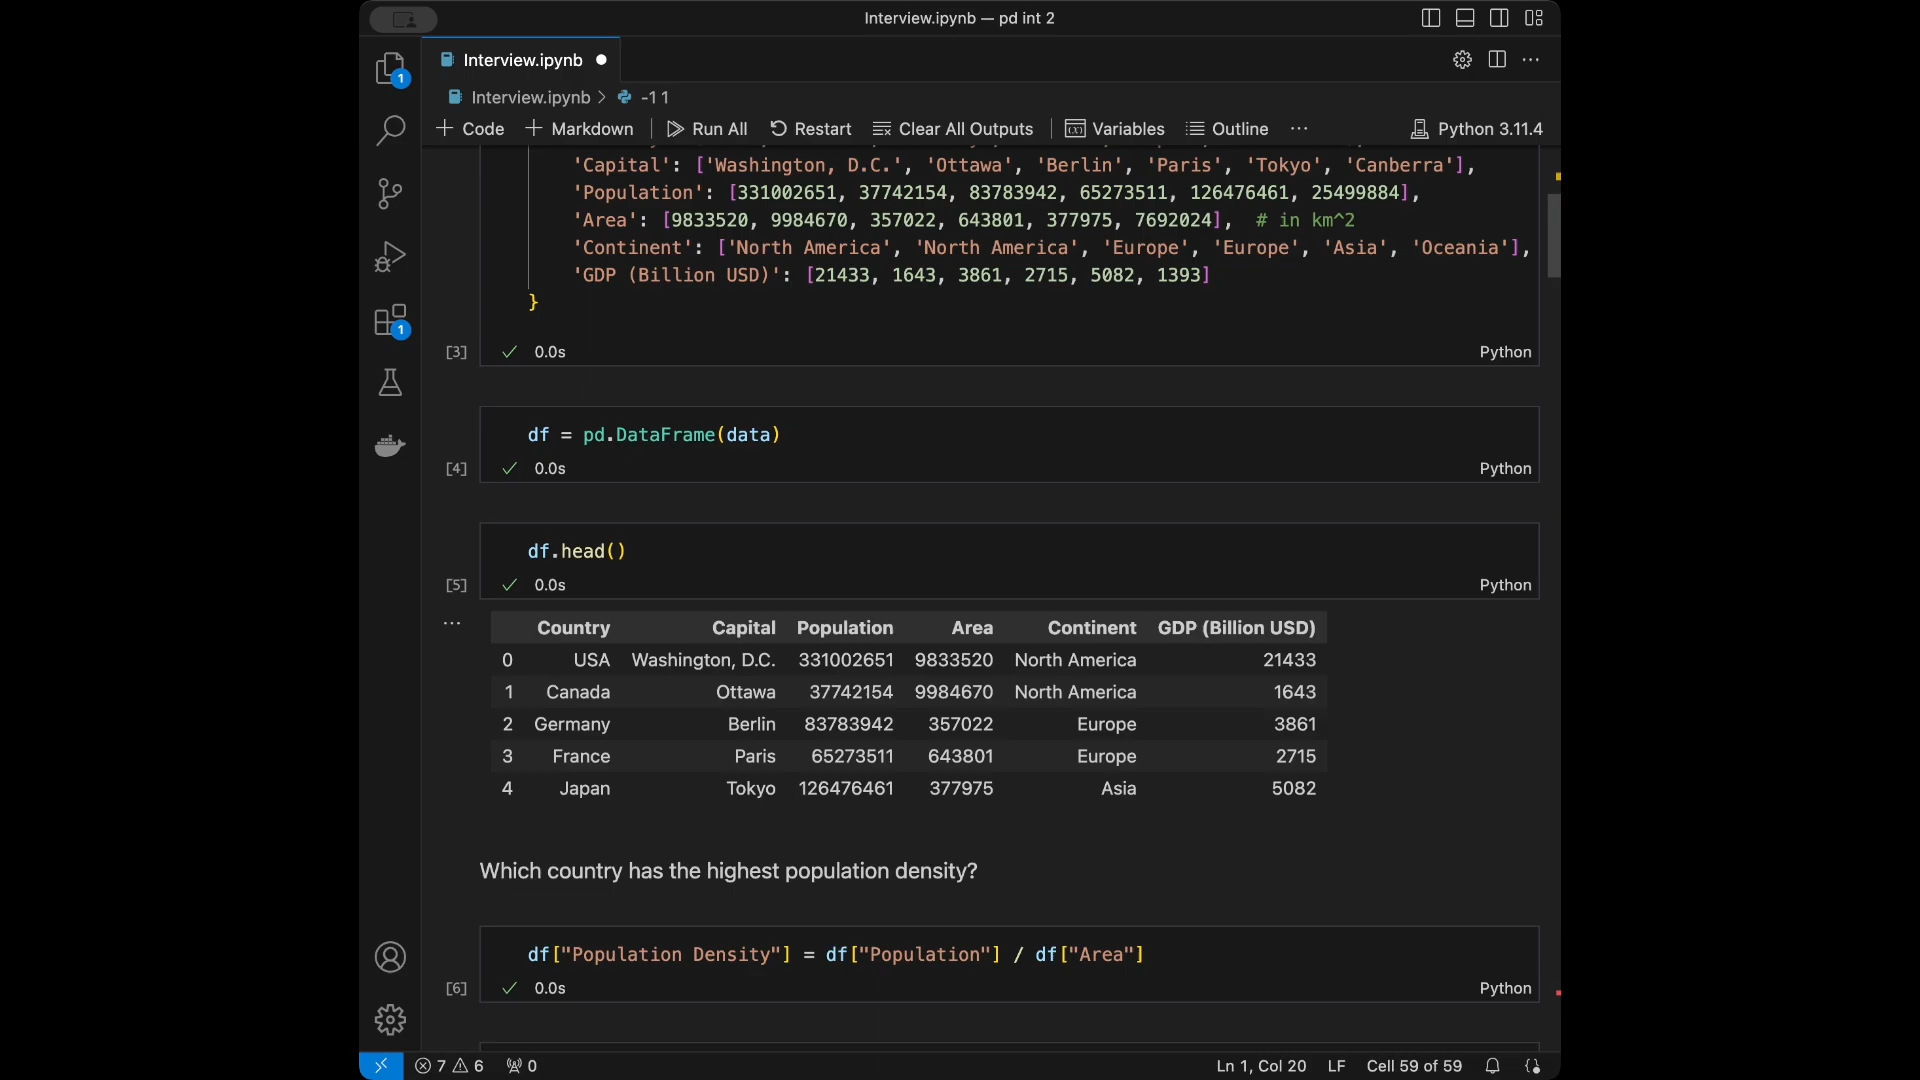 Interview.ipynb — pd int 2
Interview.ipynb
Interview.ipynb > -1 1
+ Code + Markdown Run All Restart Clear All Outputs Variables Outline ... Python 3.11.4
'Capital': ['Washington, D.C.', 'Ottawa', 'Berlin', 'Paris', 'Tokyo', 'Canberra'],
'Population': [331002651, 37742154, 83783942, 65273511, 126476461, 25499884],
'Area': [9833520, 9984670, 357022, 643801, 377975, 7692024], # in km^2
'Continent': ['North America', 'North America', 'Europe', 'Europe', 'Asia', 'Oceania'],
'GDP (Billion USD)': [21433, 1643, 3861, 2715, 5082, 1393]
}
[3] 0.0s Python
df = pd.DataFrame(data)
[4] 0.0s Python
df.head()
[5] 0.0s Python
Country Capital Population Area Continent GDP (Billion USD)
0 USA Washington, D.C. 331002651 9833520 North America 21433
1 Canada Ottawa 37742154 9984670 North America 1643
2 Germany Berlin 83783942 357022 Europe 3861
3 France Paris 65273511 643801 Europe 2715
4 Japan Tokyo 126476461 377975 Asia 5082
Which country has the highest population density?
df["Population Density"] = df["Population"] / df["Area"]
[6] 0.0s Python
1
1
7 6 0 Ln 1, Col 20 LF Cell 59 of 59